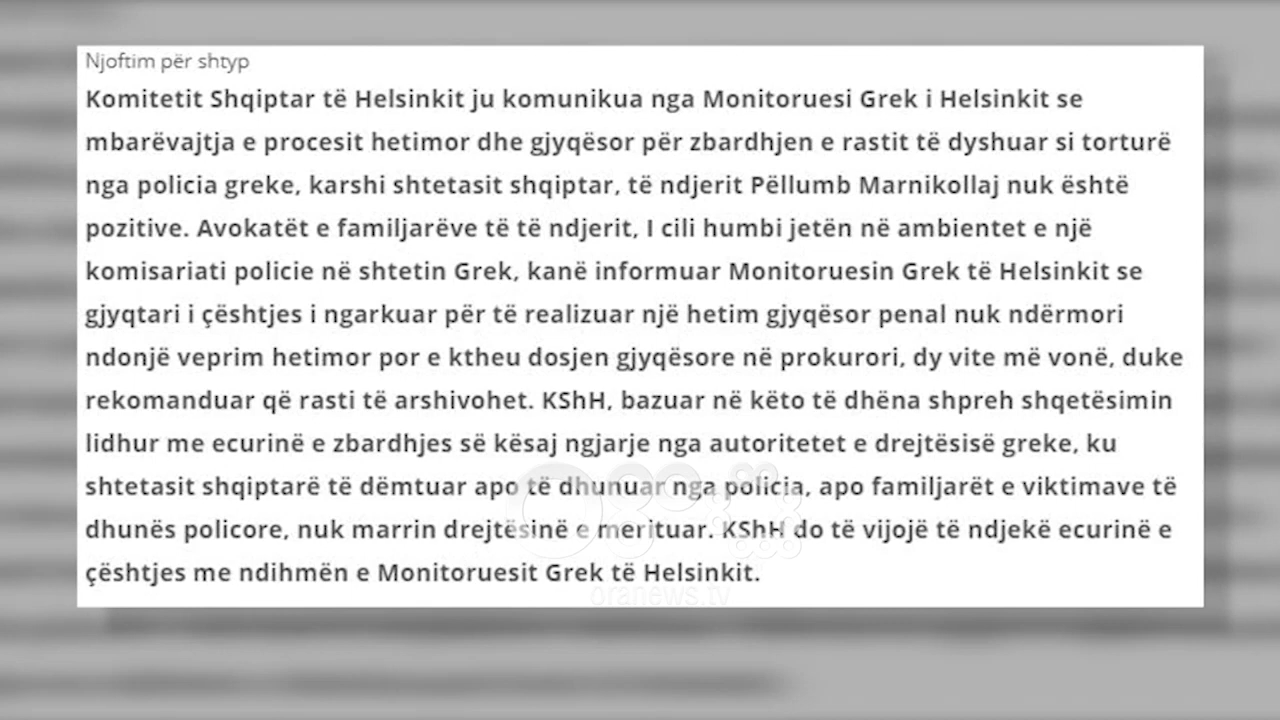 Njoftim për shtyp
Komitetit Shqiptar të Helsinkit ju komunikua nga Monitoruesi Grek i Helsinkit se
mbarëvajtja e procesit hetimor dhe gjyqësor për zbardhjen e rastit të dyshuar si torturë
nga policia greke, karshi shtetasit shqiptar, të ndjerit Pëllumb Marnikollaj nuk është
pozitive. Avokatët e familjarëve të të ndjerit, I cili humbi jetën në ambientet e një
komisariati policie në shtetin Grek, kanë informuar Monitoruesin Grek të Helsinkit se
gjyqtari i çështjes i ngarkuar për të realizuar një hetim gjyqësor penal nuk ndërmori
ndonjë veprim hetimor por e ktheu dosjen gjyqësore në prokurori, dy vite më vonë, duke
rekomanduar që rasti të arshivohet. KShH, bazuar në këto të dhëna shpreh shqetësimin
lidhur me ecurinë e zbardhjes së kësaj ngjarje nga autoritetet e drejtësisë greke, ku
shtetasit shqiptarë të dëmtuar apo të dhunuar nga policia, apo familjarët e viktimave të
dhunës policore, nuk marrin drejtësinë e merituar. KShH do të vijojë të ndjekë ecurinë e
çështjes me ndihmën e Monitoruesit Grek të Helsinkit.
oranews.tv